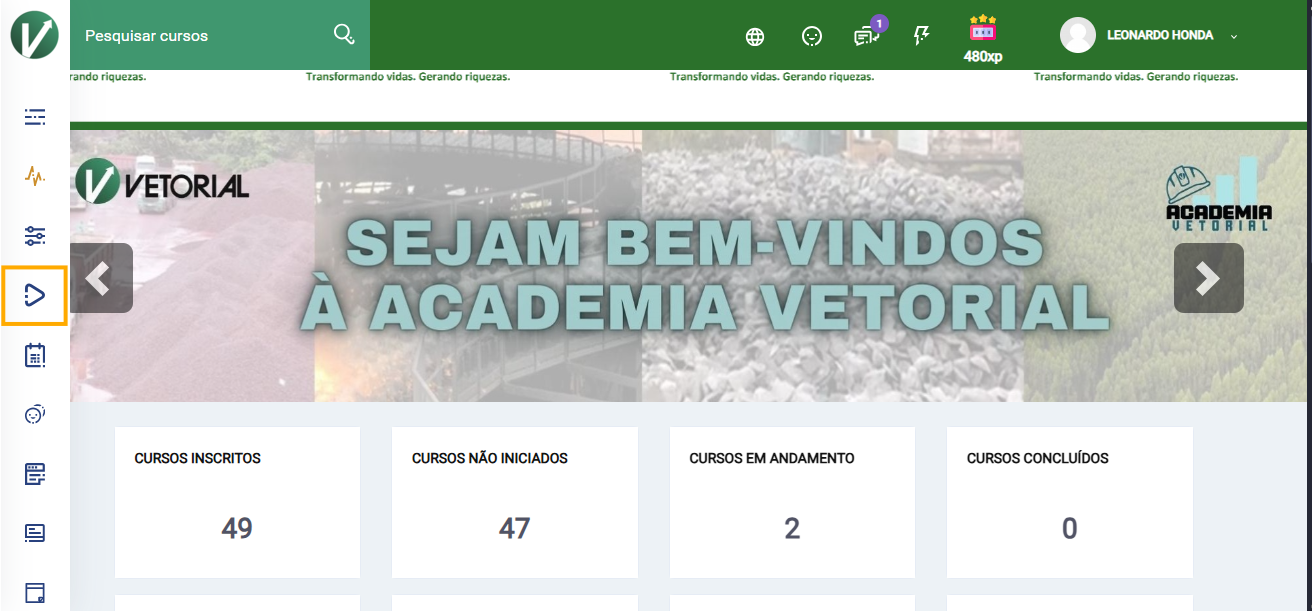 Pesquisar cursos
1
480xp
LEONARDO HONDA
rando riquezas.
Transformando vidas. Gerando riquezas.
Transformando vidas. Gerando riquezas.
Transformando vidas. Gerando riquezas.
VETORIAL
ACADEMIA
VETORIAL
SEJAM BEM-VINDOS
À ACADEMIA VETORIAL
CURSOS INSCRITOS
CURSOS NÃO INICIADOS
CURSOS EM ANDAMENTO
CURSOS CONCLUÍDOS
49
47
2
0